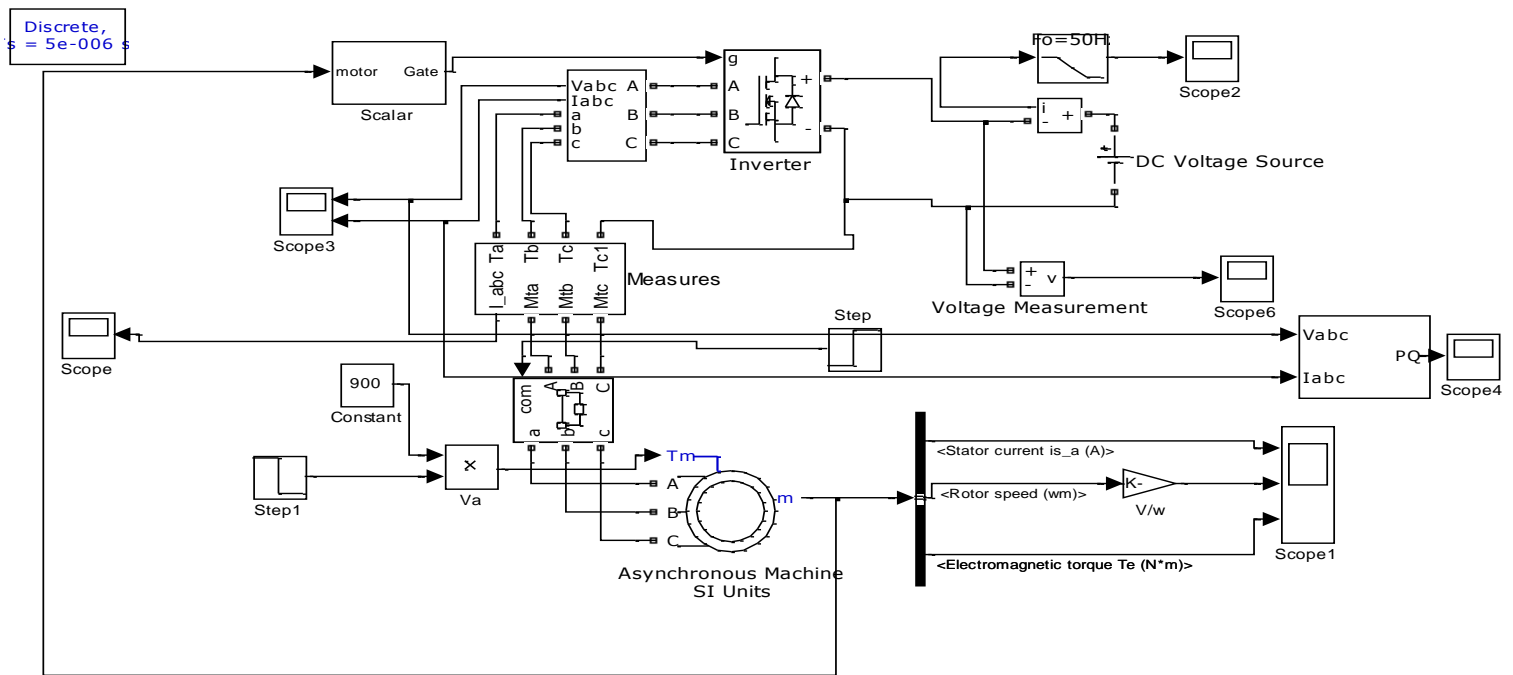 Discrete,
s = 5e-006 s
motor
Gate
Scalar
Vabc
Iabc
a
b
c
A
B
C
g
A
B
C
+
-
Inverter
Fo=50H
Scope2
i
-
+
+
DC Voltage Source
Scope3
Ta
Tb
Tc
Tc1
I_abc
Mta
Mtb
Mtc
Measures
+
-
v
Voltage Measurement
Scope6
Scope
Step
Vabc
Iabc
PQ
Scope4
900
Constant
com
A
B
C
a
b
c
Step1
×
Va
Tm
A
B
C
m
Asynchronous Machine
SI Units
<Stator current is_a (A)>
<Rotor speed (wm)>
<Electromagnetic torque Te (N*m)>
K-
V/w
Scope1